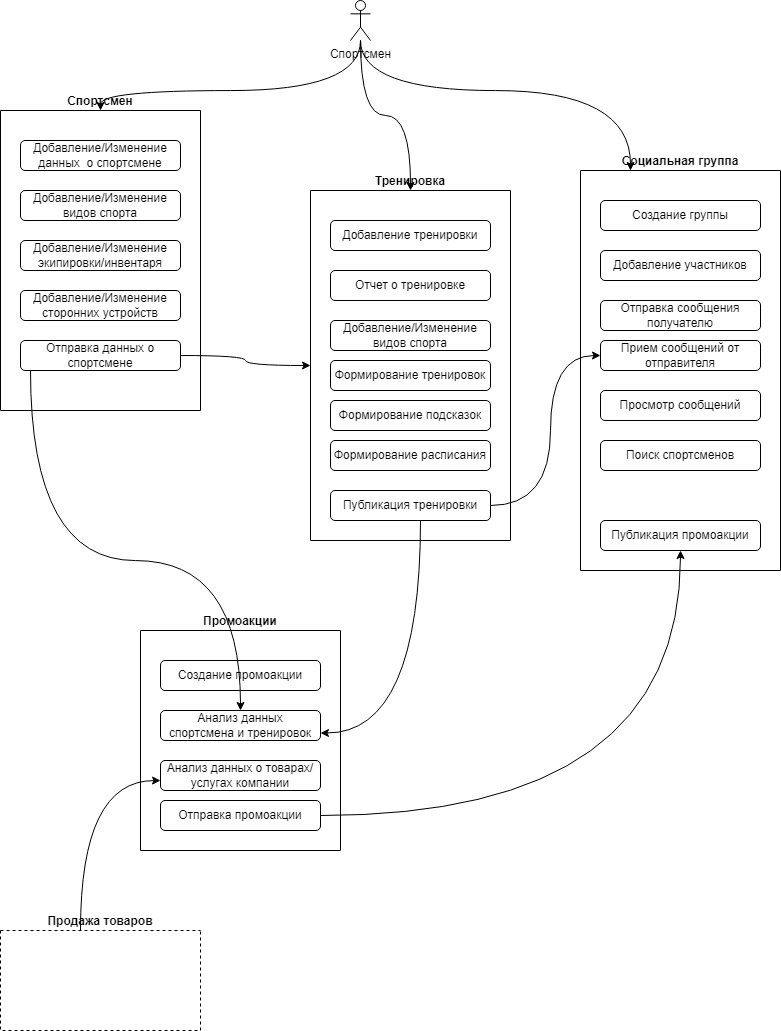 Спортсмен
Спортсмен
Добавление/Изменение
данных о спортсмене
Добавление/Изменение
видов спорта
Добавление/Изменение
экипировки/инвентаря
Добавление/Изменение
сторонних устройств
Отправка данных о
спортсмене
Тренировка
Добавление тренировки
Отчет о тренировке
Добавление/Изменение
видов спорта
Формирование тренировок
Формирование подсказок
Формирование расписания
Публикация тренировки
Социальная группа
Создание группы
Добавление участников
Отправка сообщения
получателю
Прием сообщений от
отправителя
Просмотр сообщений
Поиск спортсменов
Публикация промоакции
Промоакции
Создание промоакции
Анализ данных
спортсмена и тренировок
Анализ данных о товарах/
услугах компании
Отправка промоакции
Продажа товаров